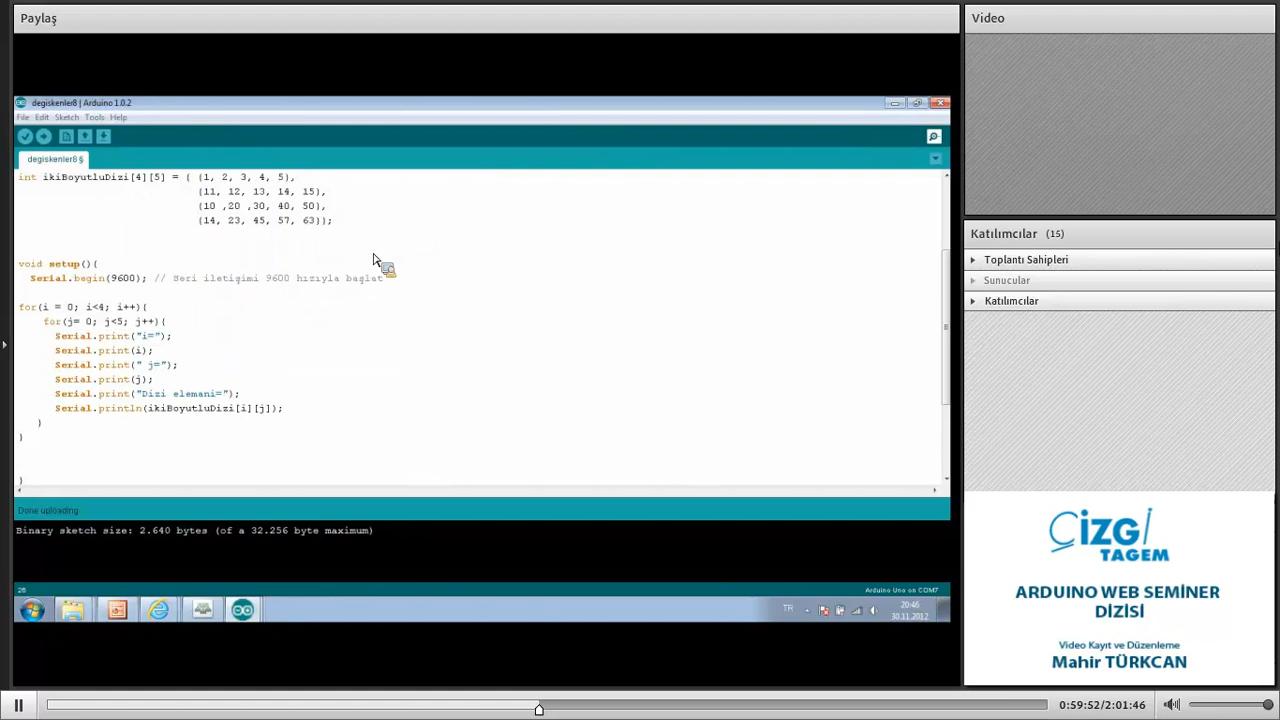 Paylaş
Video
degiskenler8 | Arduino 1.0.2
File Edit Sketch Tools Help
degiskenler8 §
int ikiBoyutluDizi[4][5] = { {1, 2, 3, 4, 5},
{11, 12, 13, 14, 15},
{10 ,20 ,30, 40, 50},
{14, 23, 45, 57, 63}};
void setup(){
Serial.begin(9600); // Seri iletişimi 9600 hızıyla başlat
for(i = 0; i<4; i++){
for(j= 0; j<5; j++){
Serial.print("i=");
Serial.print(i);
Serial.print(" j=");
Serial.print(j);
Serial.print("Dizi elemani=");
Serial.println(ikiBoyutluDizi[i][j]);
}
}
}
Done uploading.
Binary sketch size: 2.640 bytes (of a 32.256 byte maximum)
28
Arduino Uno on COM7
TR
20:46
30.11.2012
Katılımcılar (15)
Toplantı Sahipleri
Sunucular
Katılımcılar
ÇİZGİ
TAGEM
ARDUINO WEB SEMİNER
DİZİSİ
Video Kayıt ve Düzenleme
Mahir TÜRKCAN
0:59:52/2:01:46